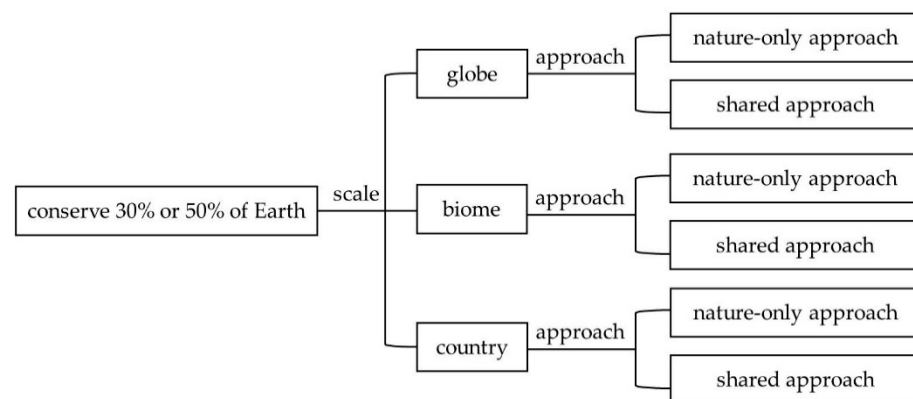 conserve 30% or 50% of Earth
scale
globe
approach
nature-only approach
shared approach
biome
approach
nature-only approach
shared approach
country
approach
nature-only approach
shared approach